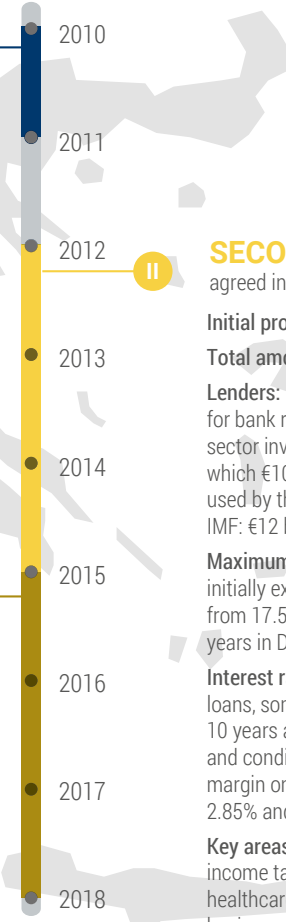 2010
2011
2012
II
SECO
agreed in
Initial pro
2013
Total amo
Lenders:
for bank r
sector inv
2014
which €10
used by th
IMF: €12
Maximum
2015
initially ex
from 17.5
years in D
2016
Interest r
loans, sor
10 years a
and condi
2017
margin or
2.85% and
Key areas
income ta
2018
healthcar